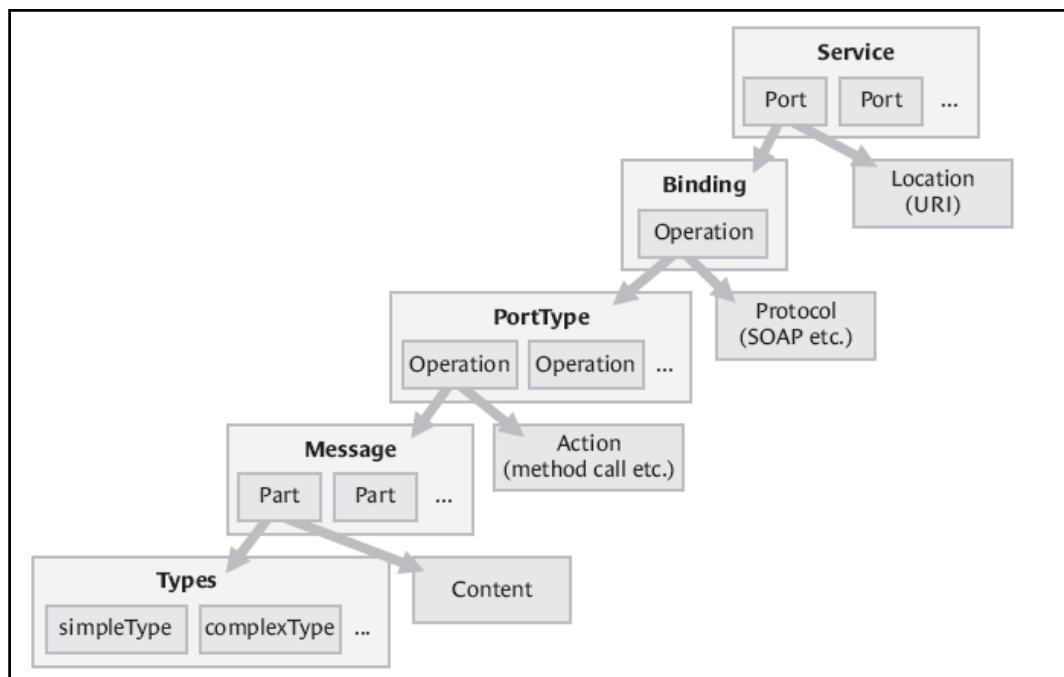 Service
Port
Port
...
Binding
Location
(URI)
Operation
PortType
Protocol
(SOAP etc.)
Operation
Operation
...
Message
Action
(method call etc.)
Part
Part
...
Types
Content
simpleType
complexType
...